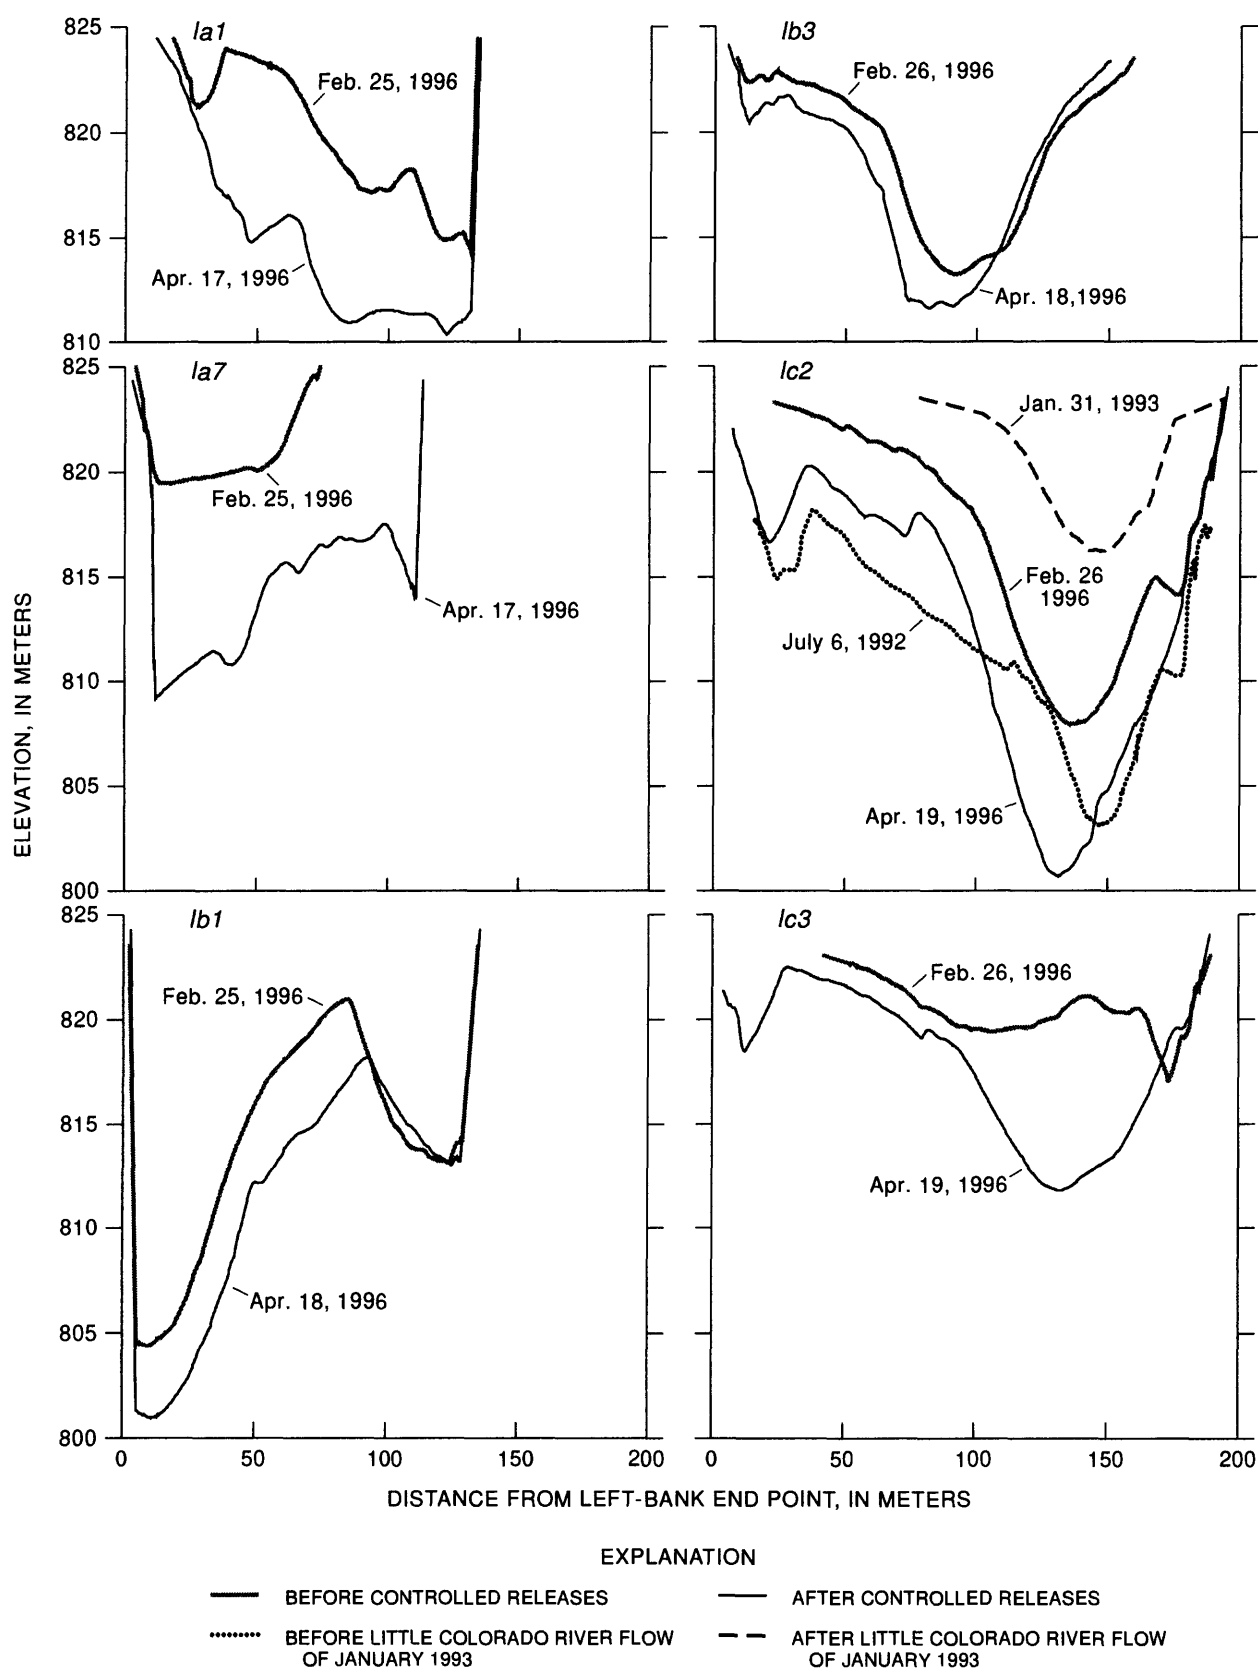 825
820
815
810
la1
Feb. 25, 1996
Apr. 17, 1996
lb3
Feb. 26, 1996
Apr. 18,1996
825
820
815
810
805
800
la7
Feb. 25, 1996
Apr. 17, 1996
lc2
Jan. 31, 1993
Feb. 26
1996
July 6, 1992
Apr. 19, 1996
ELEVATION, IN METERS
825
820
815
810
805
800
lb1
Feb. 25, 1996
Apr. 18, 1996
lc3
Feb. 26, 1996
Apr. 19, 1996
0 50 100 150 200
0 50 100 150 200
DISTANCE FROM LEFT-BANK END POINT, IN METERS
EXPLANATION
BEFORE CONTROLLED RELEASES
AFTER CONTROLLED RELEASES
BEFORE LITTLE COLORADO RIVER FLOW
OF JANUARY 1993
AFTER LITTLE COLORADO RIVER FLOW
OF JANUARY 1993